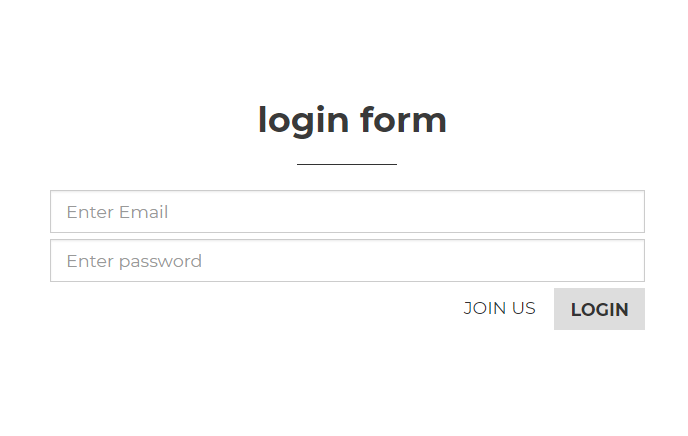 login form
Enter Email
Enter password
JOIN US LOGIN